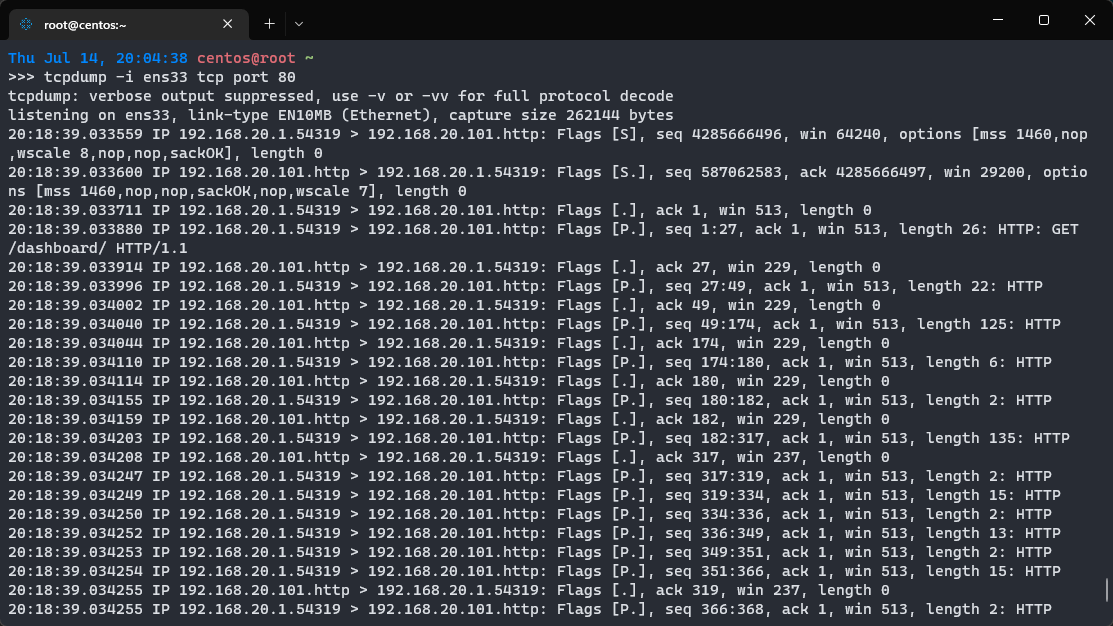 root@centos:~
Thu Jul 14, 20:04:38 centos@root ~
>>> tcpdump -i ens33 tcp port 80
tcpdump: verbose output suppressed, use -v or -vv for full protocol decode
listening on ens33, link-type EN10MB (Ethernet), capture size 262144 bytes
20:18:39.033559 IP 192.168.20.1.54319 > 192.168.20.101.http: Flags [S], seq 4285666496, win 64240, options [mss 1460,nop
,wscale 8,nop,nop,sackOK], length 0
20:18:39.033600 IP 192.168.20.101.http > 192.168.20.1.54319: Flags [S.], seq 587062583, ack 4285666497, win 29200, optio
ns [mss 1460,nop,nop,sackOK,nop,wscale 7], length 0
20:18:39.033711 IP 192.168.20.1.54319 > 192.168.20.101.http: Flags [.], ack 1, win 513, length 0
20:18:39.033880 IP 192.168.20.1.54319 > 192.168.20.101.http: Flags [P.], seq 1:27, ack 1, win 513, length 26: HTTP: GET
/dashboard/ HTTP/1.1
20:18:39.033914 IP 192.168.20.101.http > 192.168.20.1.54319: Flags [.], ack 27, win 229, length 0
20:18:39.033996 IP 192.168.20.1.54319 > 192.168.20.101.http: Flags [P.], seq 27:49, ack 1, win 513, length 22: HTTP
20:18:39.034002 IP 192.168.20.101.http > 192.168.20.1.54319: Flags [.], ack 49, win 229, length 0
20:18:39.034040 IP 192.168.20.1.54319 > 192.168.20.101.http: Flags [P.], seq 49:174, ack 1, win 513, length 125: HTTP
20:18:39.034044 IP 192.168.20.101.http > 192.168.20.1.54319: Flags [.], ack 174, win 229, length 0
20:18:39.034110 IP 192.168.20.1.54319 > 192.168.20.101.http: Flags [P.], seq 174:180, ack 1, win 513, length 6: HTTP
20:18:39.034114 IP 192.168.20.101.http > 192.168.20.1.54319: Flags [.], ack 180, win 229, length 0
20:18:39.034155 IP 192.168.20.1.54319 > 192.168.20.101.http: Flags [P.], seq 180:182, ack 1, win 513, length 2: HTTP
20:18:39.034159 IP 192.168.20.101.http > 192.168.20.1.54319: Flags [.], ack 182, win 229, length 0
20:18:39.034203 IP 192.168.20.1.54319 > 192.168.20.101.http: Flags [P.], seq 182:317, ack 1, win 513, length 135: HTTP
20:18:39.034208 IP 192.168.20.101.http > 192.168.20.1.54319: Flags [.], ack 317, win 237, length 0
20:18:39.034247 IP 192.168.20.1.54319 > 192.168.20.101.http: Flags [P.], seq 317:319, ack 1, win 513, length 2: HTTP
20:18:39.034249 IP 192.168.20.1.54319 > 192.168.20.101.http: Flags [P.], seq 319:334, ack 1, win 513, length 15: HTTP
20:18:39.034250 IP 192.168.20.1.54319 > 192.168.20.101.http: Flags [P.], seq 334:336, ack 1, win 513, length 2: HTTP
20:18:39.034252 IP 192.168.20.1.54319 > 192.168.20.101.http: Flags [P.], seq 336:349, ack 1, win 513, length 13: HTTP
20:18:39.034253 IP 192.168.20.1.54319 > 192.168.20.101.http: Flags [P.], seq 349:351, ack 1, win 513, length 2: HTTP
20:18:39.034254 IP 192.168.20.1.54319 > 192.168.20.101.http: Flags [P.], seq 351:366, ack 1, win 513, length 15: HTTP
20:18:39.034255 IP 192.168.20.101.http > 192.168.20.1.54319: Flags [.], ack 319, win 237, length 0
20:18:39.034255 IP 192.168.20.1.54319 > 192.168.20.101.http: Flags [P.], seq 366:368, ack 1, win 513, length 2: HTTP